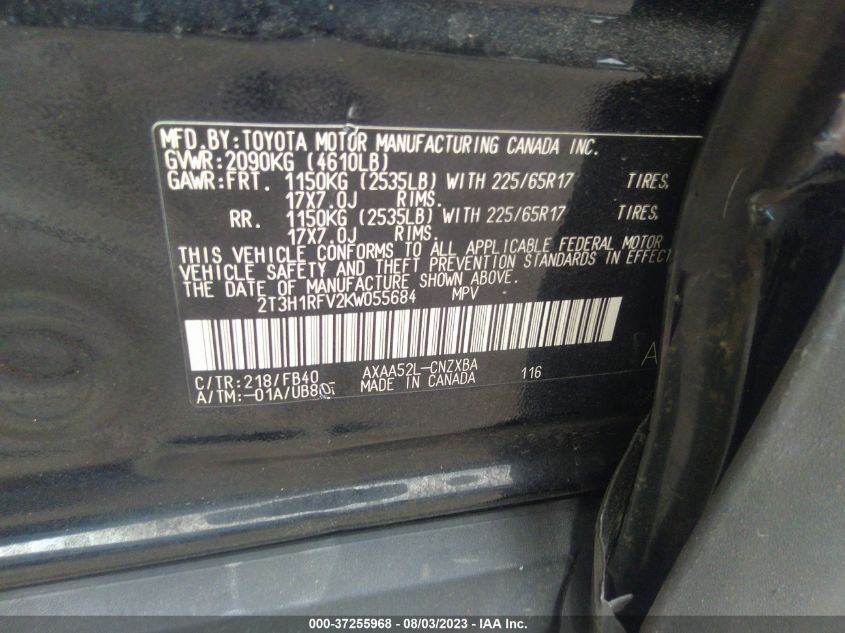 MFD.BY:TOYOTA MOTOR MANUFACTURING CANADA INC.
GVWR:2090KG (4610LB)
GAWR:FRT. 1150KG (2535LB) WITH 225/65R17 TIRES,
17X7.0J RIMS.
RR. 1150KG (2535LB) WITH 225/65R17 TIRES,
17X7.0J RIMS.
THIS VEHICLE CONFORMS TO ALL APPLICABLE FEDERAL MOTOR
VEHICLE SAFETY AND THEFT PREVENTION STANDARDS IN EFFECT
THE DATE OF MANUFACTURE SHOWN ABOVE.
2T3H1RFV2KW055684 MPV
C/TR:218/FB40 AXAA52L-CNZXBA 116 A
A/TM:-01A/UB80- MADE IN CANADA
000-37255968 - 08/03/2023 - IAA Inc.